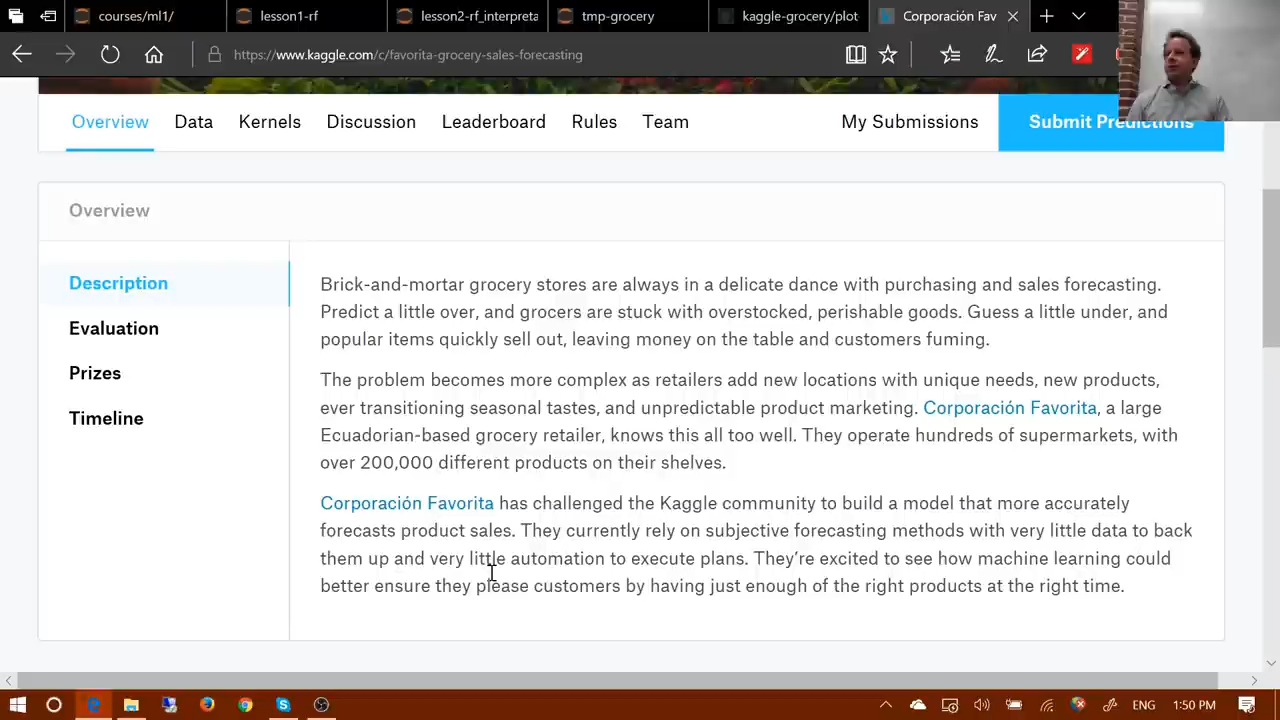 courses/ml1/
lesson1-rf
lesson2-rf_interpreta
tmp-grocery
kaggle-grocery/plot
Corporación Fav
https://www.kaggle.com/c/favorita-grocery-sales-forecasting
Overview Data Kernels Discussion Leaderboard Rules Team My Submissions Submit Predictions
Overview
Description
Evaluation
Prizes
Timeline
Brick-and-mortar grocery stores are always in a delicate dance with purchasing and sales forecasting.
Predict a little over, and grocers are stuck with overstocked, perishable goods. Guess a little under, and
popular items quickly sell out, leaving money on the table and customers fuming.
The problem becomes more complex as retailers add new locations with unique needs, new products,
ever transitioning seasonal tastes, and unpredictable product marketing. Corporación Favorita, a large
Ecuadorian-based grocery retailer, knows this all too well. They operate hundreds of supermarkets, with
over 200,000 different products on their shelves.
Corporación Favorita has challenged the Kaggle community to build a model that more accurately
forecasts product sales. They currently rely on subjective forecasting methods with very little data to back
them up and very little automation to execute plans. They're excited to see how machine learning could
better ensure they please customers by having just enough of the right products at the right time.
ENG 1:50 PM